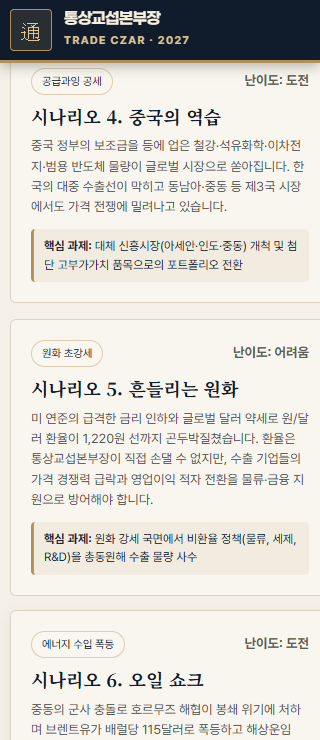 通
통상교섭본부장
TRADE CZAR · 2027
공급과잉 공세
난이도: 도전
시나리오 4. 중국의 역습
중국 정부의 보조금을 등에 업은 철강·석유화학·이차전
지·범용 반도체 물량이 글로벌 시장으로 쏟아집니다. 한
국의 대중 수출선이 막히고 동남아·중동 등 제3국 시장
에서도 가격 전쟁에 밀려나고 있습니다.
핵심 과제: 대체 신흥시장(아세안·인도·중동) 개척 및 첨
단 고부가가치 품목으로의 포트폴리오 전환
원화 초강세
난이도: 어려움
시나리오 5. 흔들리는 원화
미 연준의 급격한 금리 인하와 글로벌 달러 약세로 원/달
러 환율이 1,220원 선까지 곤두박질쳤습니다. 환율은
통상교섭본부장이 직접 손댈 수 없지만, 수출 기업들의
가격 경쟁력 급락과 영업이익 적자 전환을 물류·금융 지
원으로 방어해야 합니다.
핵심 과제: 원화 강세 국면에서 비환율 정책(물류, 세제,
R&D)을 총동원해 수출 물량 사수
에너지 수입 폭등
난이도: 도전
시나리오 6. 오일 쇼크
중동의 군사 충돌로 호르무즈 해협이 봉쇄 위기에 처하
며 브렌트유가 배럴당 115달러로 폭등하고 해상운임